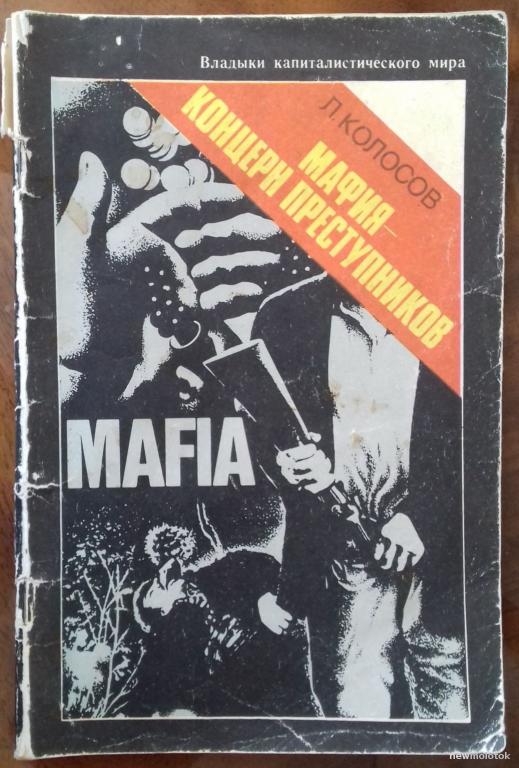 Владыки капиталистического мира
Л.КОЛОСОВ
МАФИЯ–
КОНЦЕРН ПРЕСТУПНИКОВ
MAFIA
newmolotok